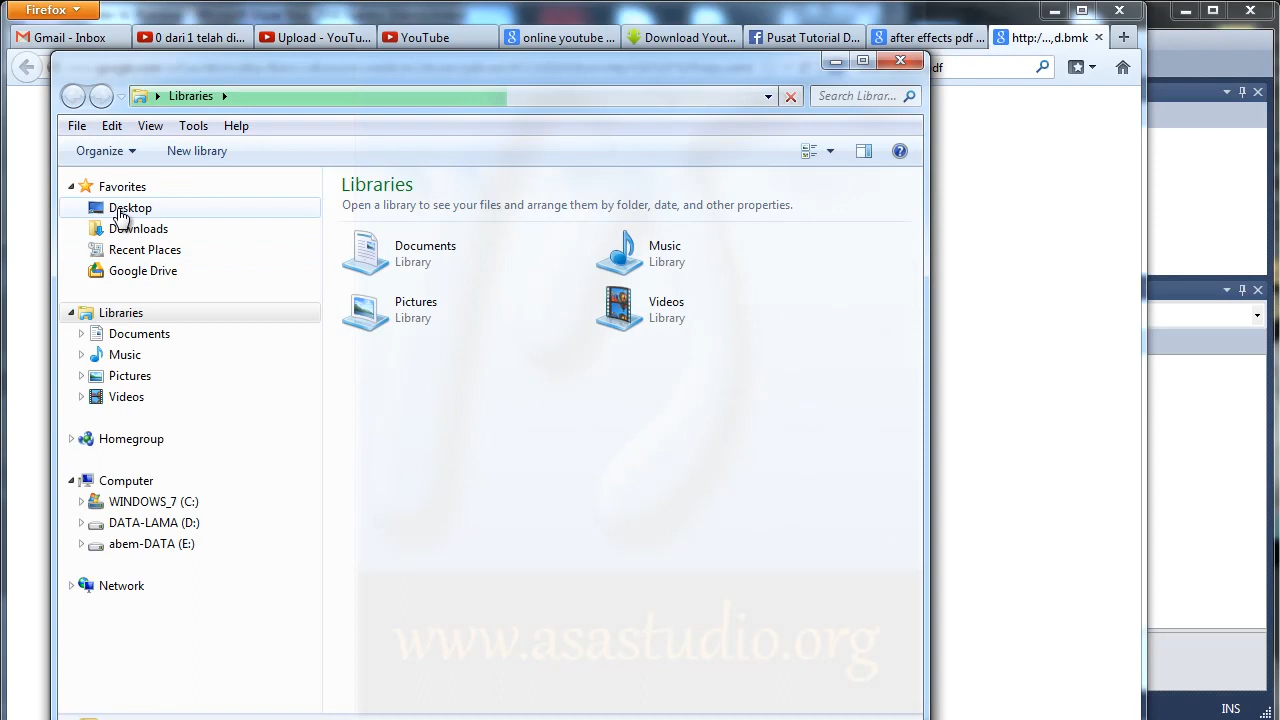 Firefox
Gmail - Inbox
0 dari 1 telah di...
Upload - YouTu...
YouTube
online youtube ...
Download Yout...
Pusat Tutorial D...
after effects pdf ...
http:/...,d.bmk
df
Libraries
Search Librar...
File Edit View Tools Help
Organize
New library
Favorites
Desktop
Downloads
Recent Places
Google Drive
Libraries
Documents
Music
Pictures
Videos
Homegroup
Computer
WINDOWS_7 (C:)
DATA-LAMA (D:)
abem-DATA (E:)
Network
Libraries
Open a library to see your files and arrange them by folder, date, and other properties.
Documents
Library
Music
Library
Pictures
Library
Videos
Library
www.asastudio.org
INS